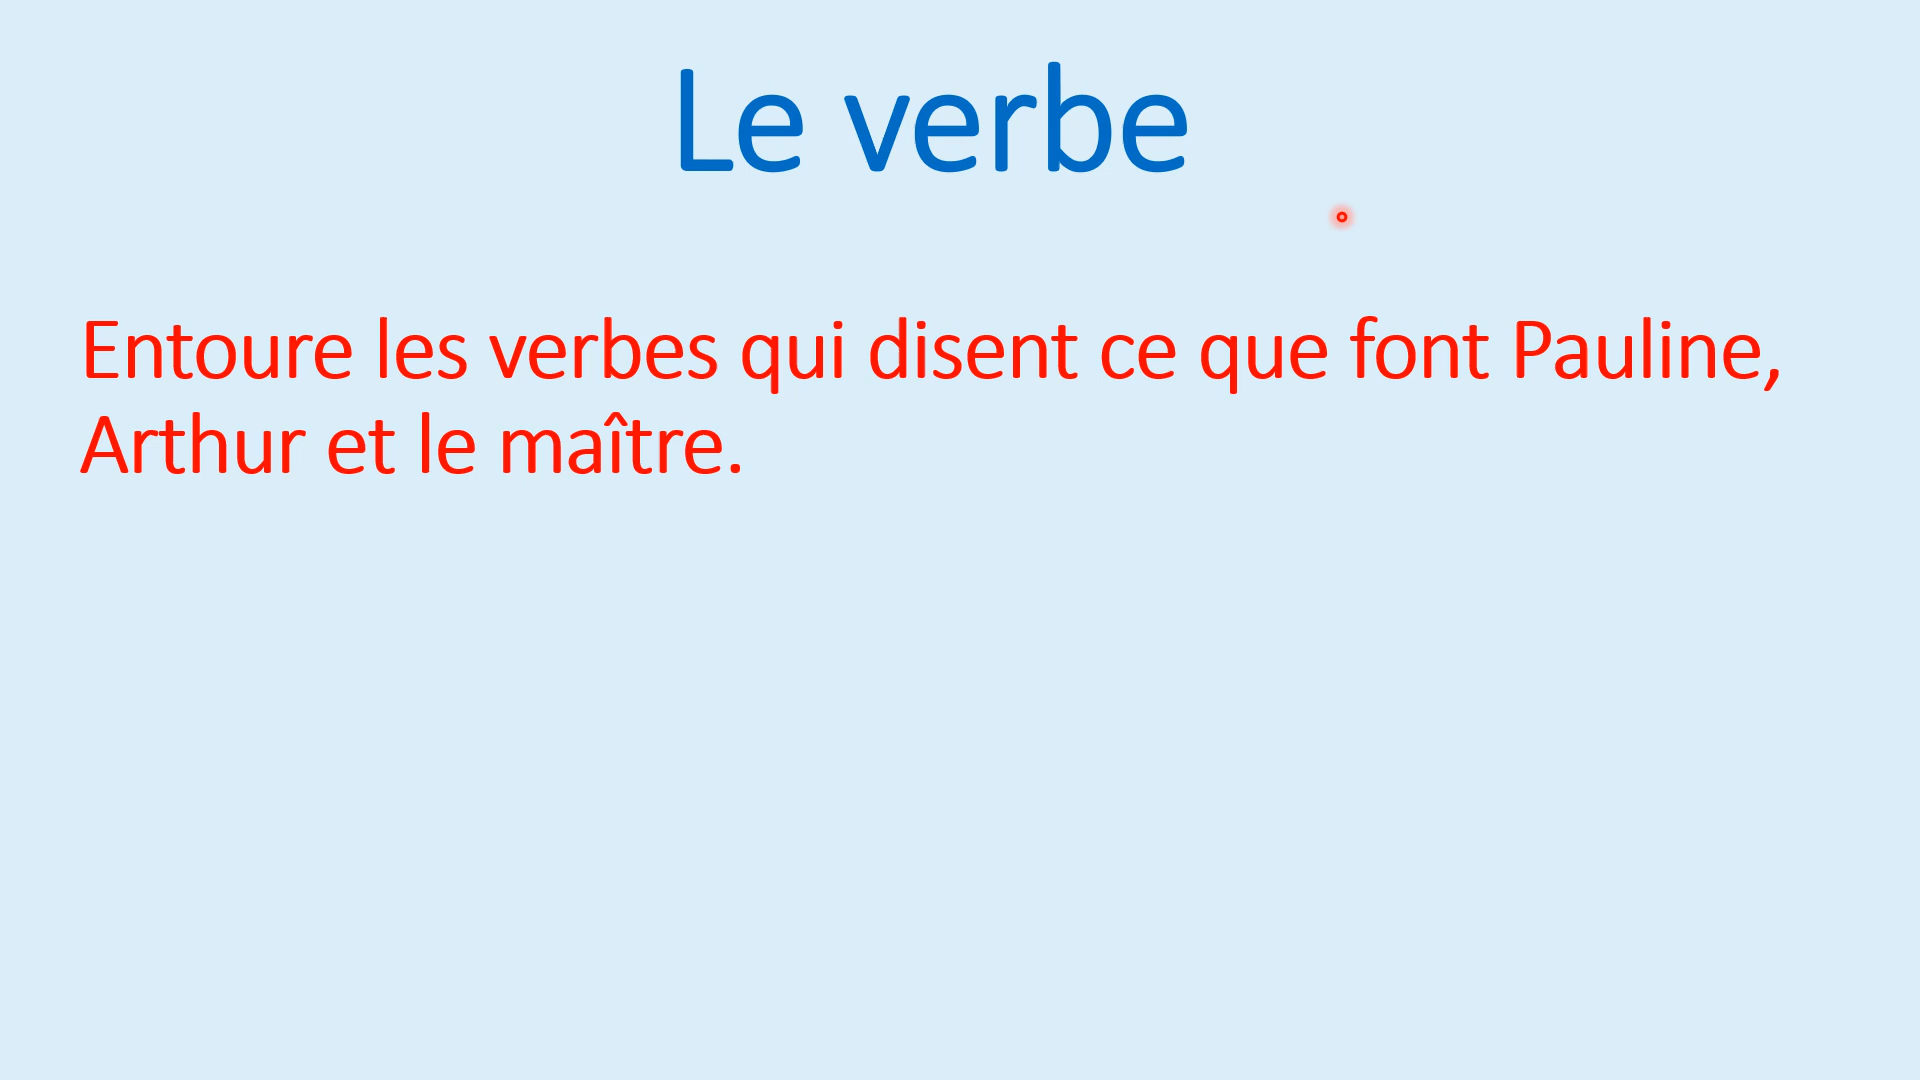 Le verbe
Entoure les verbes qui disent ce que font Pauline,
Arthur et le maître.